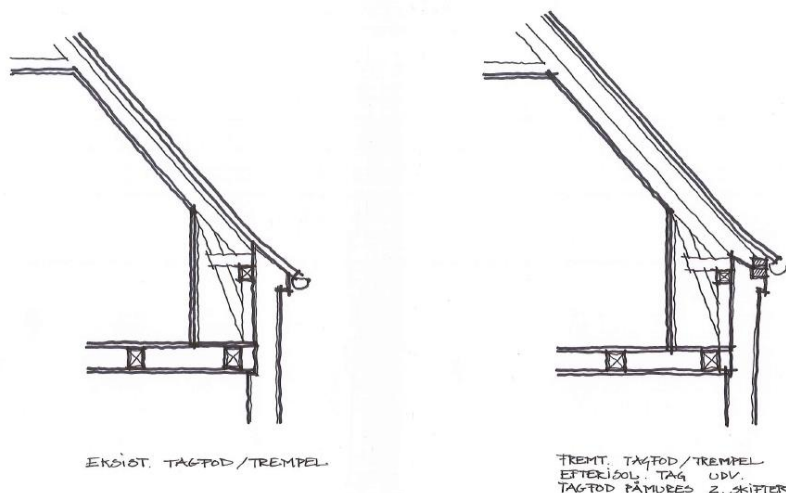 EKSIST. TAGFOD/TREMPEL
FREMT. TAGFOD/TREMPEL
EFTERISOL. TAG UDV.
TAGFOD PÅMURES 2. SKIFTER